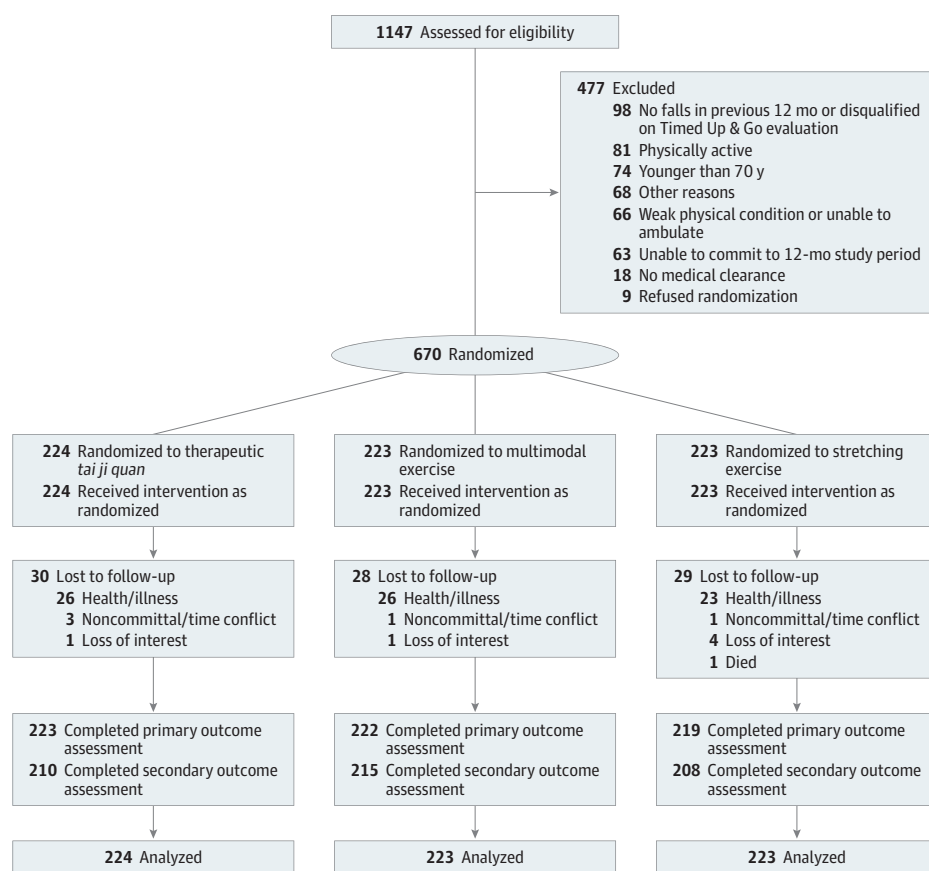 1147 Assessed for eligibility
477 Excluded
98 No falls in previous 12 mo or disqualified
on Timed Up & Go evaluation
81 Physically active
74 Younger than 70 y
68 Other reasons
66 Weak physical condition or unable to
ambulate
63 Unable to commit to 12-mo study period
18 No medical clearance
9 Refused randomization
670 Randomized
224 Randomized to therapeutic
tai ji quan
224 Received intervention as
randomized
223 Randomized to multimodal
exercise
223 Received intervention as
randomized
223 Randomized to stretching
exercise
223 Received intervention as
randomized
30 Lost to follow-up
26 Health/illness
3 Noncommittal/time conflict
1 Loss of interest
28 Lost to follow-up
26 Health/illness
1 Noncommittal/time conflict
1 Loss of interest
29 Lost to follow-up
23 Health/illness
1 Noncommittal/time conflict
4 Loss of interest
1 Died
223 Completed primary outcome
assessment
210 Completed secondary outcome
assessment
222 Completed primary outcome
assessment
215 Completed secondary outcome
assessment
219 Completed primary outcome
assessment
208 Completed secondary outcome
assessment
224 Analyzed
223 Analyzed
223 Analyzed